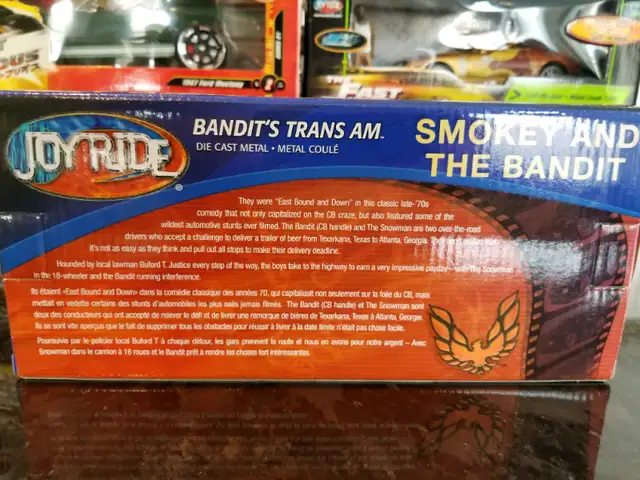 1967 Ford Mustang
THE FAST
JOYRIDE®
BANDIT'S TRANS AM™
DIE CAST METAL • METAL COULÉ
SMOKEY AND
THE BANDIT
They were "East Bound and Down" in this classic late-'70s
comedy that not only capitalized on the CB craze, but also featured some of the
wildest automobile stunts ever filmed. The Bandit (CB handle) and The Snowman are two over-the-road
drivers who accept a challenge to deliver a trailer of beer from Texarkana, Texas to Atlanta, Georgia. They soon realize that
it's not as easy as they think and pull out all stops to make their delivery deadline.
Hounded by local lawman Buford T. Justice every step of the way, the boys take to the highway to earn a very impressive payday – with The Snowman
in the 18-wheeler and the Bandit running interference.
Ils étaient «East Bound and Down» dans la comédie classique des années 70, qui capitalisait non seulement sur la folie du CB, mais
mettait en vedette certains des stunts d'automobiles les plus osés jamais filmés. The Bandit (CB handle) et The Snowman sont
deux des conducteurs qui ont accepté de relever le défi et de livrer une remorque de bières de Texarkana, Texas à Atlanta, Georgie.
Ils se sont vite aperçus que le fait de supprimer tous les obstacles pour réussir à livrer à la date limite n'était pas chose facile.
Poursuivis par le policier local Buford T à chaque détour, les gars prennent la route et nous en avons pour notre argent – Avec
Snowman dans le camion à 18 roues et le Bandit prêt à rendre les choses fort intéressantes.